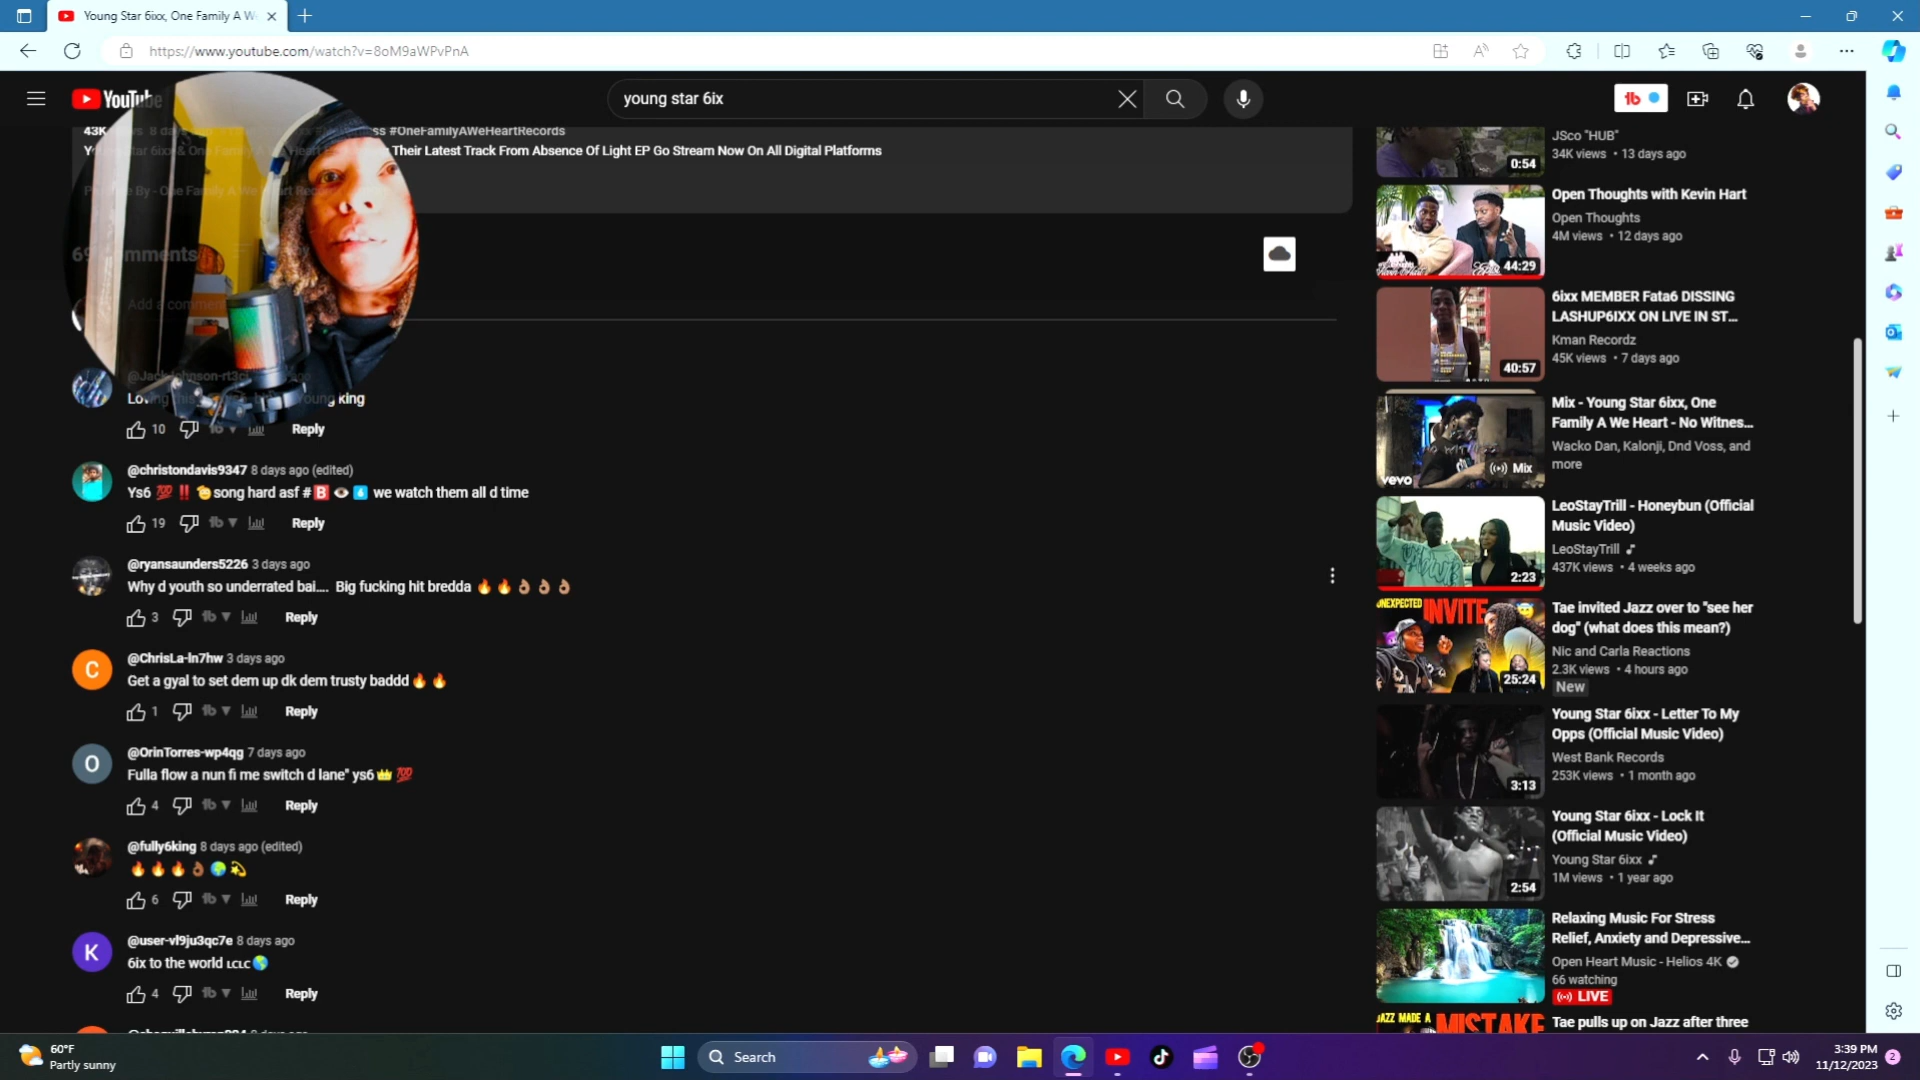 Young Star 6ixx, One Family A W
https://www.youtube.com/watch?v=8oM9aWPvPnA
YouTube
young star 6ix
43K
#OneFamilyAWeHeartRecords
Their Latest Track From Absence Of Light EP Go Stream Now On All Digital Platforms
comments
Add a comment
young king
10 Reply
@christondavis9347 8 days ago (edited)
Ys6 💯 ‼️ 👏 song hard asf # 🅱️ 👁️ 💧 we watch them all d time
19 Reply
@ryansaunders5226 3 days ago
Why d youth so underrated bai.... Big fucking hit bredda 🔥 🔥 👌🏾 👌🏾 👌🏾
3 Reply
@ChrisLa-ln7hw 3 days ago
Get a gyal to set dem up dk dem trusty baddd 🔥 🔥
1 Reply
@OrinTorres-wp4qg 7 days ago
Fulla flow a nun fi me switch d lane" ys6 👑 💯
4 Reply
@fully6king 8 days ago (edited)
🔥 🔥 🔥 👌🏾 🌍 💫
6 Reply
@user-vl9ju3qc7e 8 days ago
6ix to the world ʟᴄʟᴄ 🌎
4 Reply
JSco "HUB"
34K views • 13 days ago
0:54
Open Thoughts with Kevin Hart
Open Thoughts
4M views • 12 days ago
44:29
6ixx MEMBER Fata6 DISSING
LASHUP6IXX ON LIVE IN ST...
Kman Recordz
45K views • 7 days ago
40:57
Mix - Young Star 6ixx, One
Family A We Heart - No Witnes...
Wacko Dan, Kalonji, Dnd Voss, and
more
vevo
Mix
LeoStayTrill - Honeybun (Official
Music Video)
LeoStayTrill
437K views • 4 weeks ago
2:23
UNEXPECTED INVITE
Tae invited Jazz over to "see her
dog" (what does this mean?)
Nic and Carla Reactions
2.3K views • 4 hours ago
New
25:24
Young Star 6ixx - Letter To My
Opps (Official Music Video)
West Bank Records
253K views • 1 month ago
3:13
Young Star 6ixx - Lock It
(Official Music Video)
Young Star 6ixx
1M views • 1 year ago
2:54
Relaxing Music For Stress
Relief, Anxiety and Depressive...
Open Heart Music - Helios 4K
66 watching
LIVE
JAZZ MADE A MISTAKE
Tae pulls up on Jazz after three
60°F
Partly sunny
Search
3:39 PM
11/12/2023
2